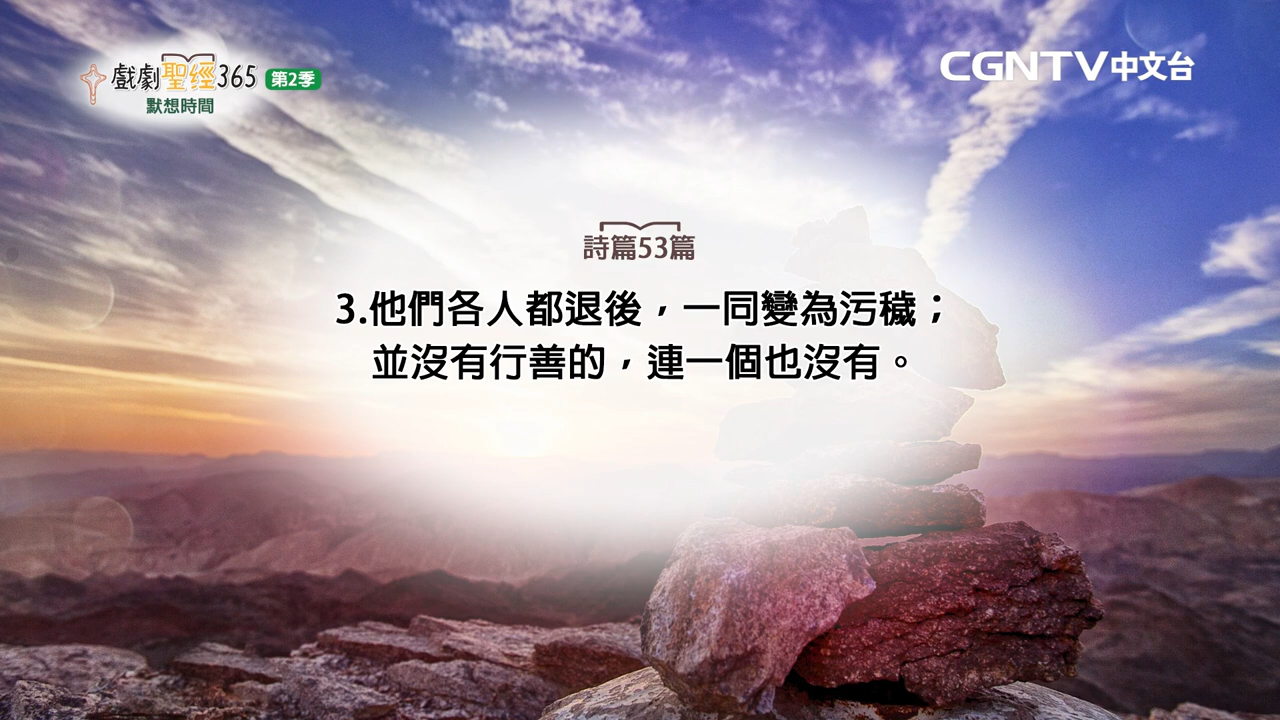 戲劇聖經365 第2季
默想時間
CGNTV中文台
詩篇53篇
3.他們各人都退後，一同變為污穢；
並沒有行善的，連一個也沒有。